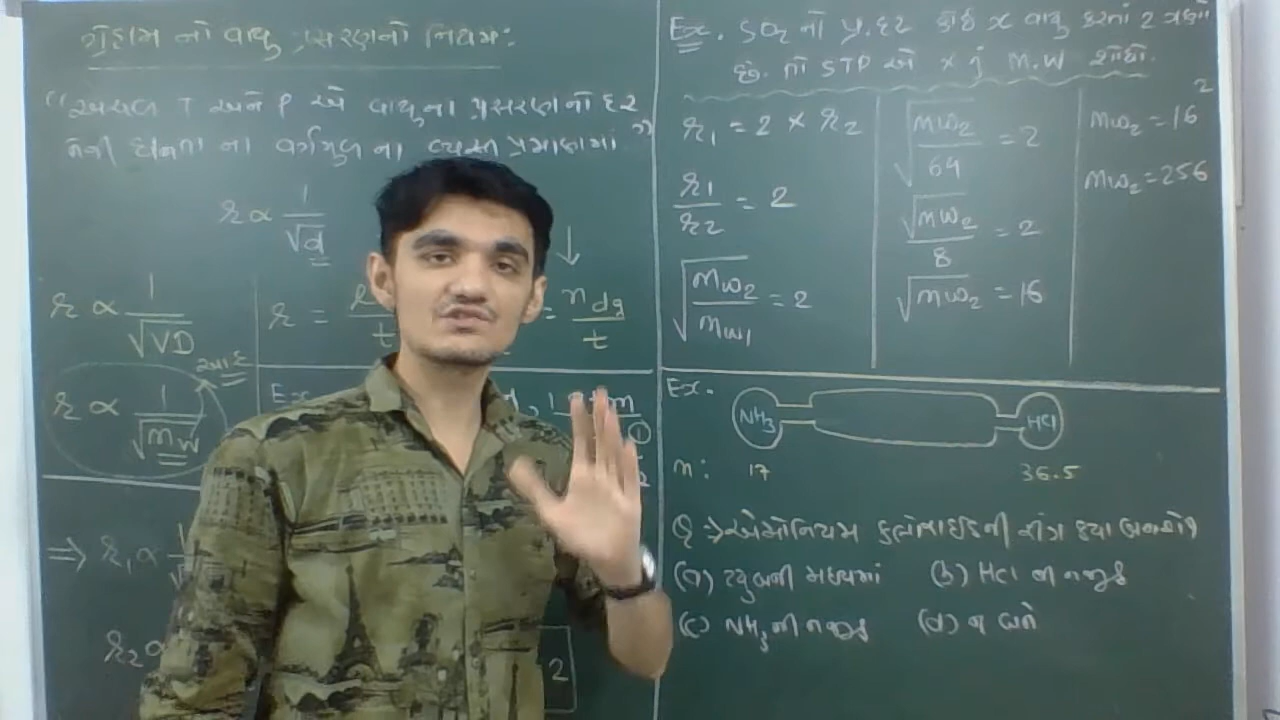 ગ્રેહામ નો વાયુ પ્રસરણનો નિયમ:
"અચળ T અને P એ વાયુના પ્રસરણનો દર
તેની ઘનતા ના વર્ગમુળ ના વ્યસ્ત પ્રમાણમાં"
r ∝ 1/√d
r ∝ 1/√VD
r ∝ 1/√Mw
r =
t
= ndg/t
Ex.
⇒ r₁ ∝
r₂ ∝
2
Ex. SO₂ નો પ્ર. દર કોઈ x વાયુ કરતાં 2 ગણો
છે. તો STP એ x નું M.W શોધો.
r₁ = 2 × r₂
r₁/r₂ = 2
√(Mw₂/Mw₁) = 2
√(Mw₂/64) = 2
√Mw₂/8 = 2
√Mw₂ = 16
Mw₂ = 16²
Mw₂ = 256
Ex.
NH₃ HCl
m: 17 36.5
Q → એમોનિયમ ક્લોરાઇડની રીંગ ક્યા બનશે?
(a) ટ્યુબની મધ્યમાં (b) HCl ની નજીક
(c) NH₃ ની નજીક (d) ન બને